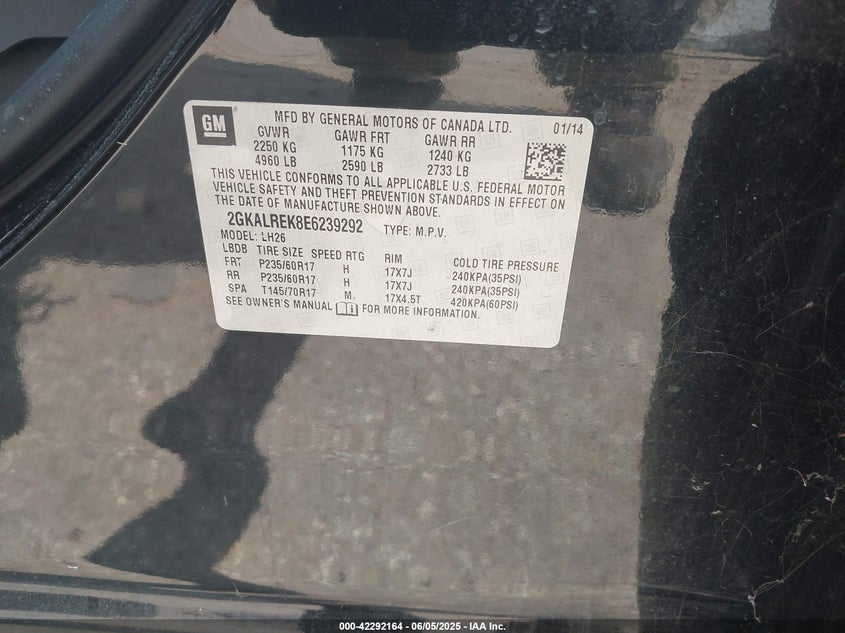 GM
MFD BY GENERAL MOTORS OF CANADA LTD. 01/14
GVWR GAWR FRT GAWR RR
2250 KG 1175 KG 1240 KG
4960 LB 2590 LB 2733 LB
THIS VEHICLE CONFORMS TO ALL APPLICABLE U.S. FEDERAL MOTOR
VEHICLE SAFETY AND THEFT PREVENTION STANDARDS IN EFFECT ON
THE DATE OF MANUFACTURE SHOWN ABOVE.
2GKALREK8E6239292 TYPE: M.P.V.
MODEL: LH26
LBDB TIRE SIZE SPEED RTG RIM COLD TIRE PRESSURE
FRT P235/60R17 H 17X7J 240KPA(35PSI)
RR P235/60R17 H 17X7J 240KPA(35PSI)
SPA T145/70R17 M 17X4.5T 420KPA(60PSI)
SEE OWNER'S MANUAL FOR MORE INFORMATION.
000-42292164 - 06/05/2025 - IAA Inc.